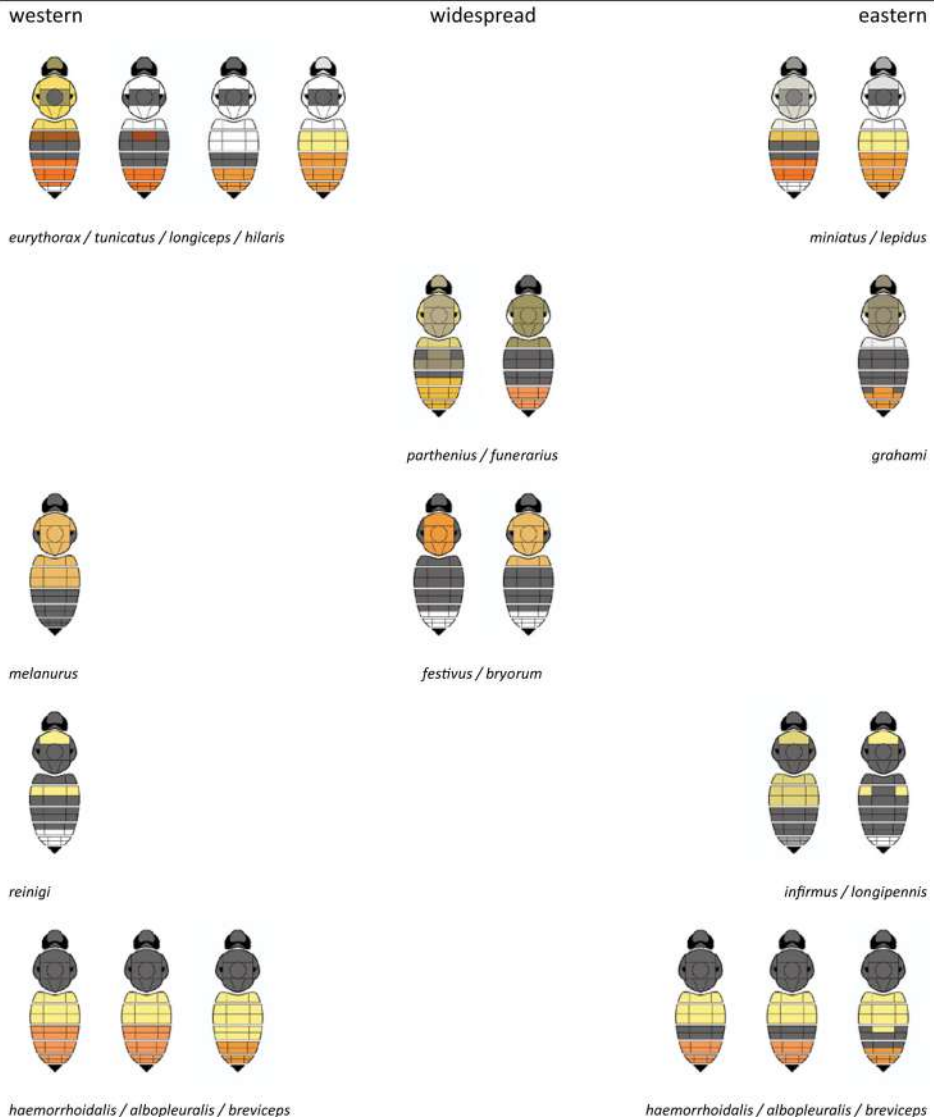 western widespread eastern
eurythorax / tunicatus / longiceps / hilaris miniatus / lepidus
parthenius / funerarius grahami
melanurus festivus / bryorum
reinigi infirmus / longipennis
haemorrhoidalis / albopleuralis / breviceps haemorrhoidalis / albopleuralis / breviceps